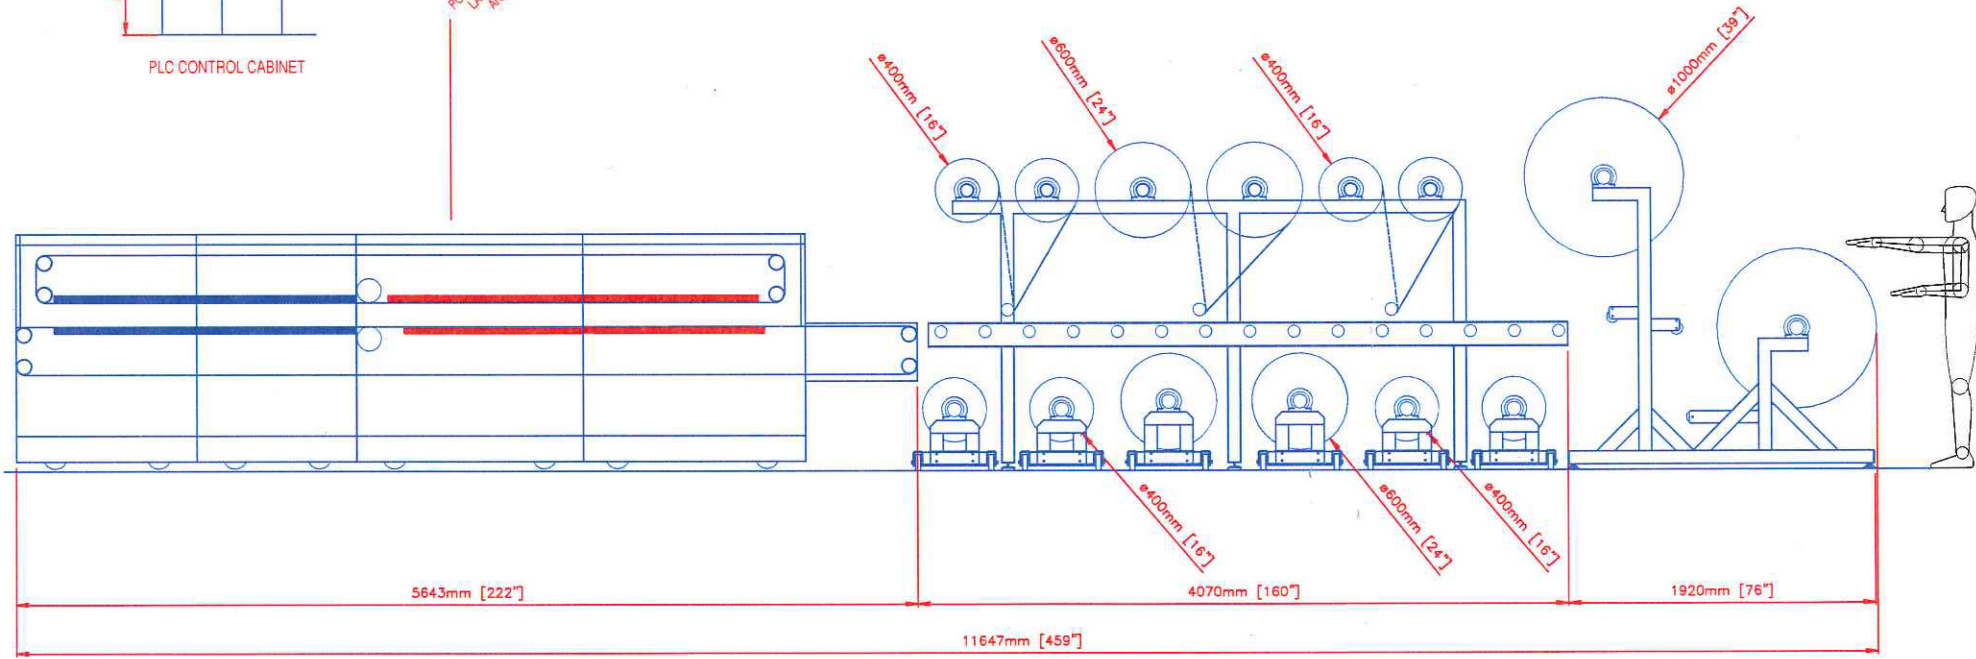 PLC CONTROL CABINET
ø400mm [16"]
ø600mm [24"]
ø400mm [16"]
ø1000mm [39"]
ø400mm [16"]
ø600mm [24"]
ø400mm [16"]
5643mm [222"]
4070mm [160"]
1920mm [76"]
11647mm [459"]